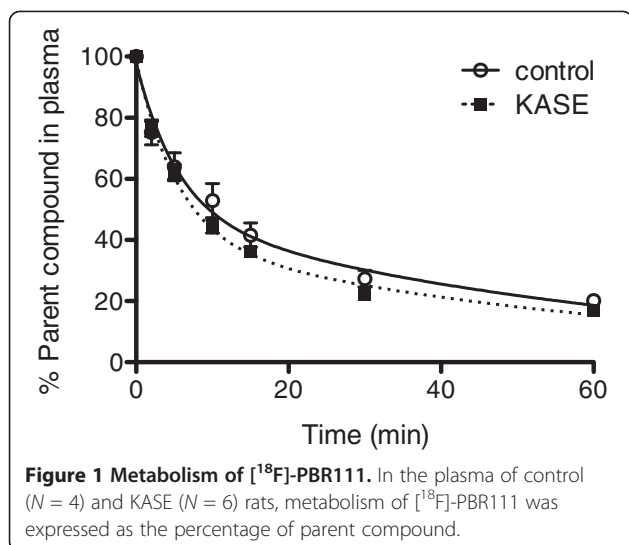 % Parent compound in plasma
100
80
60
40
20
0
control
KASE
0
20
40
60
Time (min)
Figure 1 Metabolism of [¹⁸F]-PBR111. In the plasma of control
(N = 4) and KASE (N = 6) rats, metabolism of [¹⁸F]-PBR111 was
expressed as the percentage of parent compound.